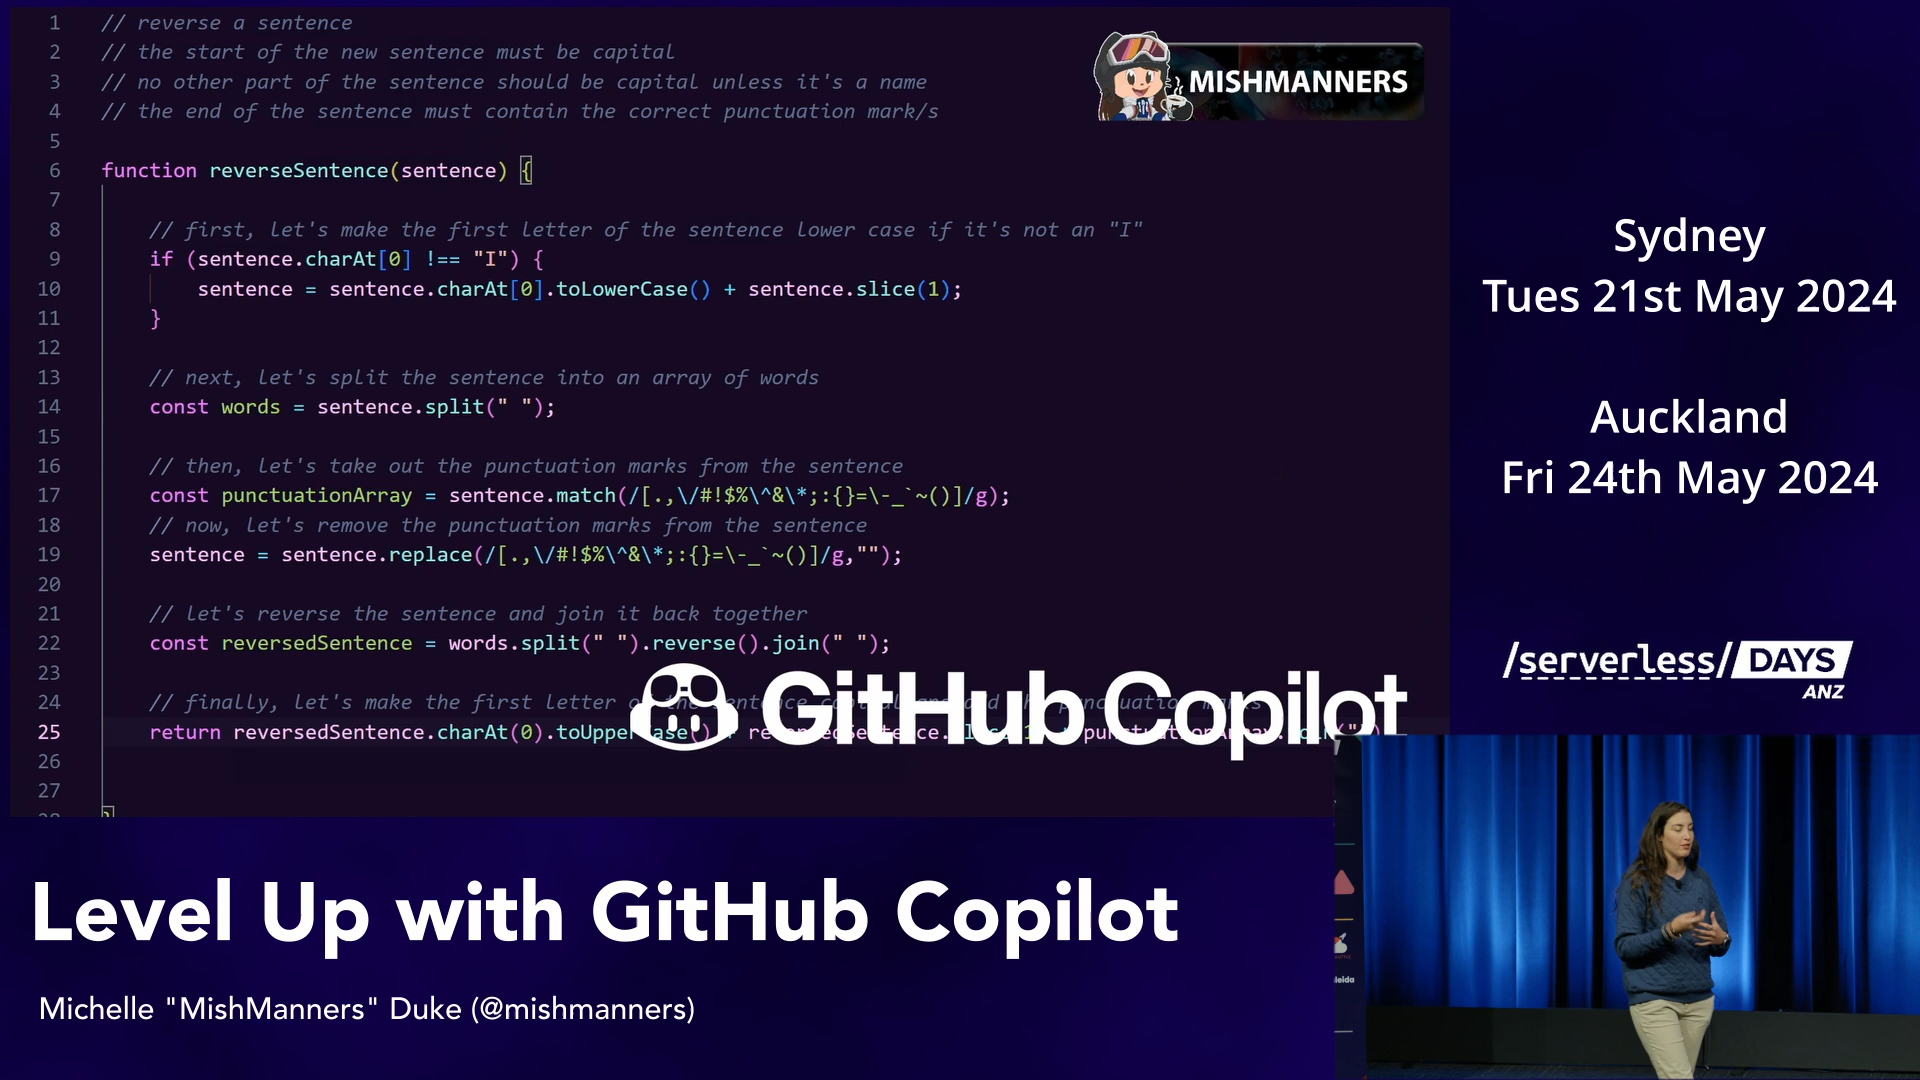 1 // reverse a sentence
2 // the start of the new sentence must be capital
3 // no other part of the sentence should be capital unless it's a name
4 // the end of the sentence must contain the correct punctuation mark/s
5
6 function reverseSentence(sentence) {
7
8 // first, let's make the first letter of the sentence lower case if it's not an "I"
9 if (sentence.charAt[0] !== "I") {
10 sentence = sentence.charAt[0].toLowerCase() + sentence.slice(1);
11 }
12
13 // next, let's split the sentence into an array of words
14 const words = sentence.split(" ");
15
16 // then, let's take out the punctuation marks from the sentence
17 const punctuationArray = sentence.match(/[.,\/#!$%\^&\*;:{}=\-_`~()]/g);
18 // now, let's remove the punctuation marks from the sentence
19 sentence = sentence.replace(/[.,\/#!$%\^&\*;:{}=\-_`~()]/g,"");
20
21 // let's reverse the sentence and join it back together
22 const reversedSentence = words.split(" ").reverse().join(" ");
23
24 // finally, let's make the first letter
25 return reversedSentence.charAt(0).toUpperCase()
26
27
}
MISHMANNERS
GitHub Copilot
Sydney
Tues 21st May 2024
Auckland
Fri 24th May 2024
/serverless//DAYS
ANZ
Level Up with GitHub Copilot
Michelle "MishManners" Duke (@mishmanners)